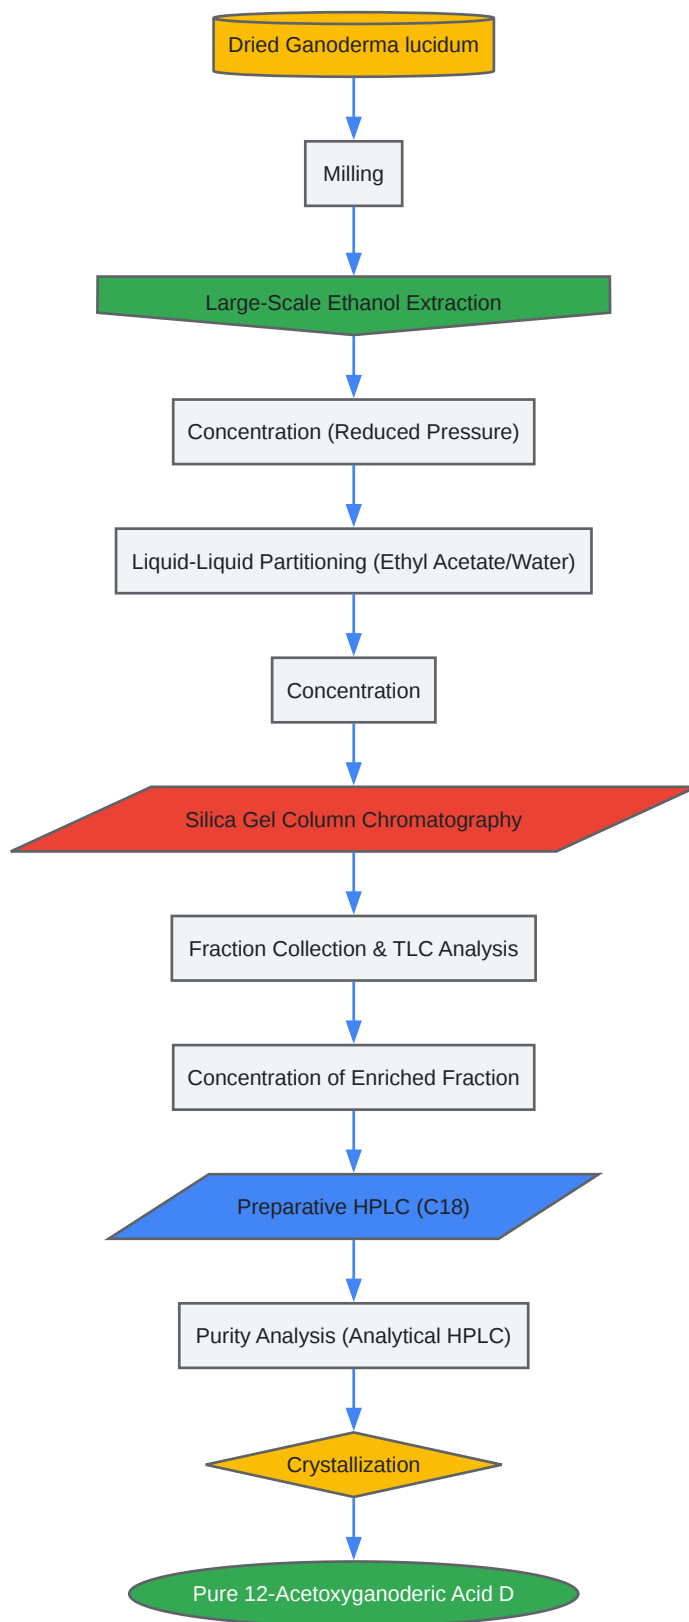 Dried Ganoderma lucidum
Milling
Large-Scale Ethanol Extraction
Concentration (Reduced Pressure)
Liquid-Liquid Partitioning (Ethyl Acetate/Water)
Concentration
Silica Gel Column Chromatography
Fraction Collection & TLC Analysis
Concentration of Enriched Fraction
Preparative HPLC (C18)
Purity Analysis (Analytical HPLC)
Crystallization
Pure 12-Acetoxyganoderic Acid D